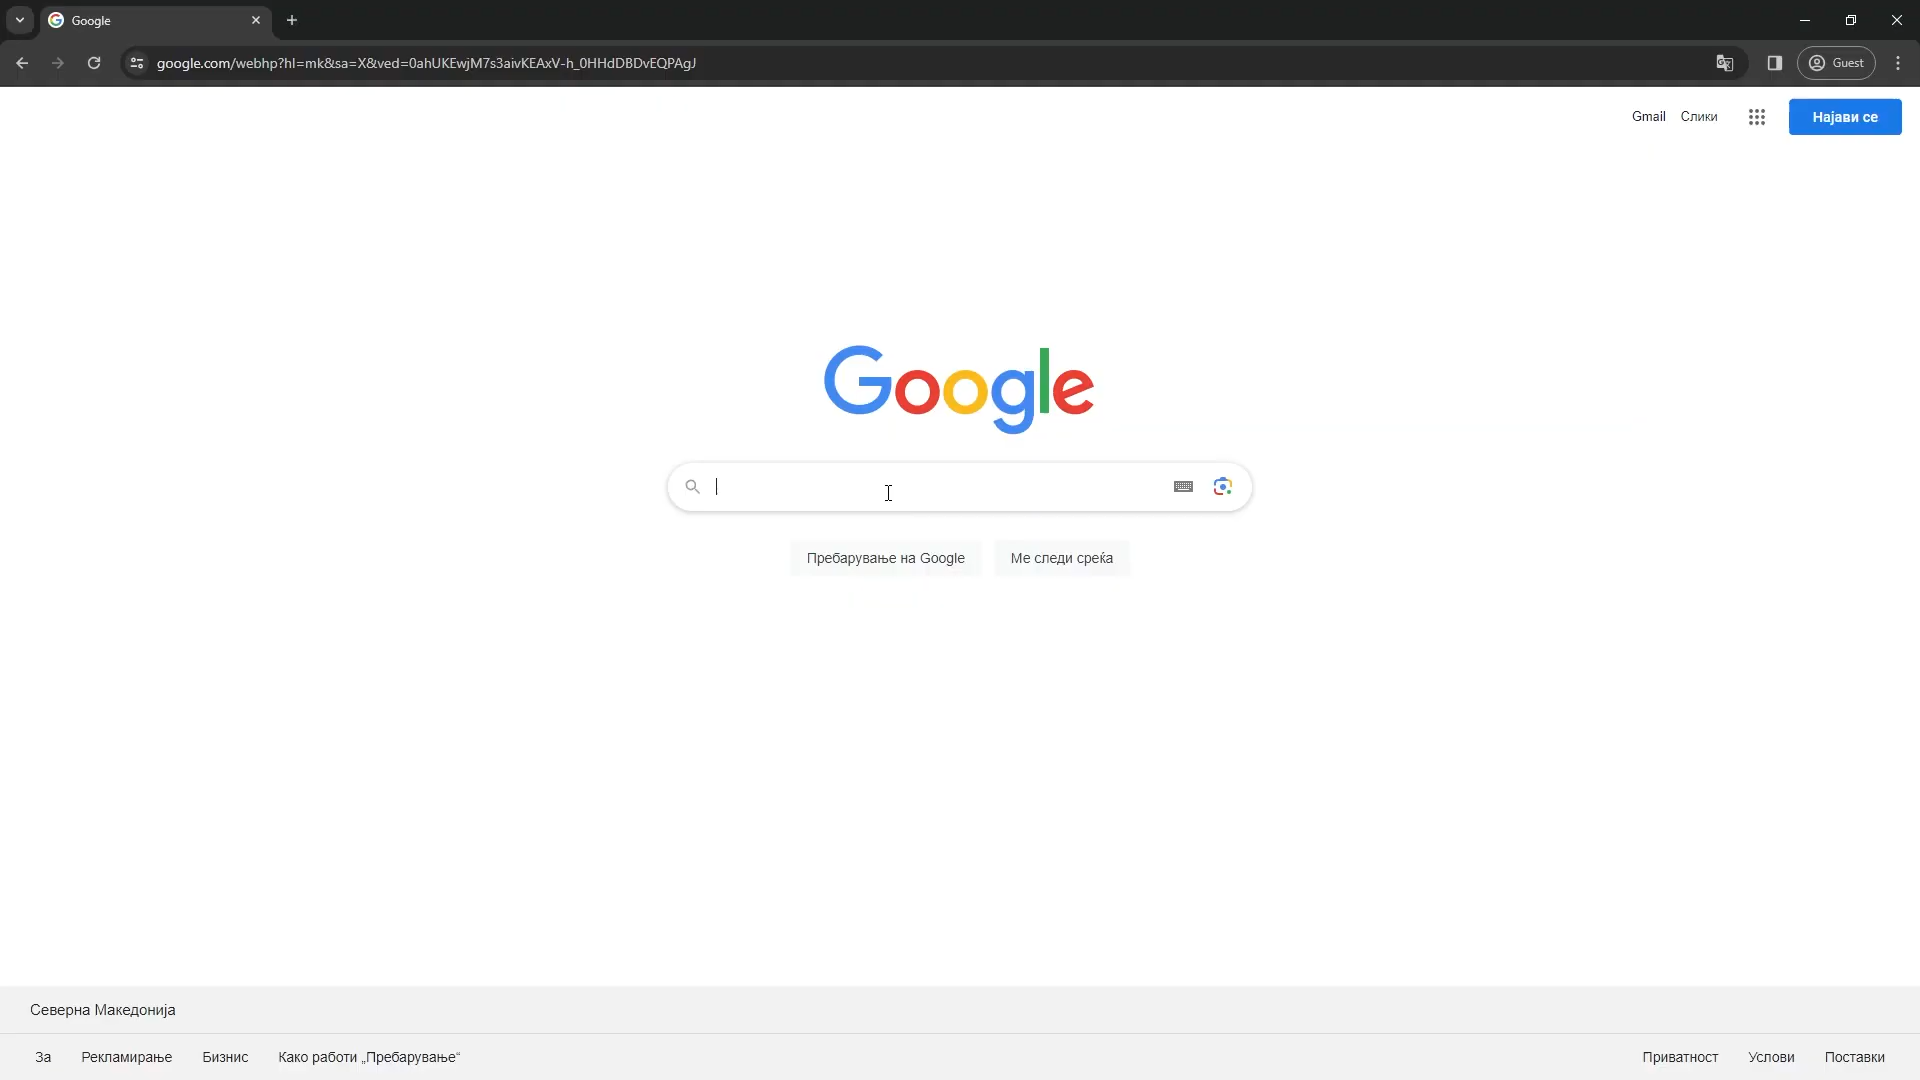 Google
google.com/webhp?hl=mk&sa=X&ved=0ahUKEwjM7s3aivKEAxV-h_0HHdDBDvEQPAgJ
Guest
Gmail Слики Најави се
Google
Пребарување на Google Ме следи среќа
Северна Македонија
За Рекламирање Бизнис Како работи „Пребарување“ Приватност Услови Поставки